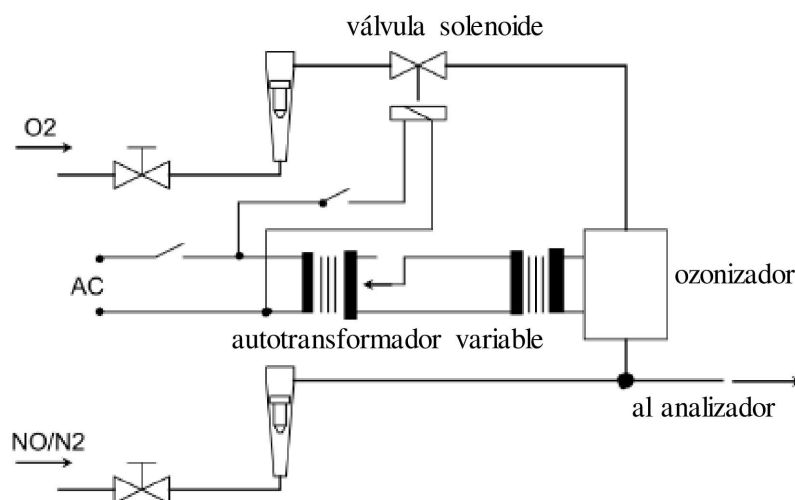 válvula solenoide
O2
AC
ozonizador
autotransformador variable
al analizador
NO/N2